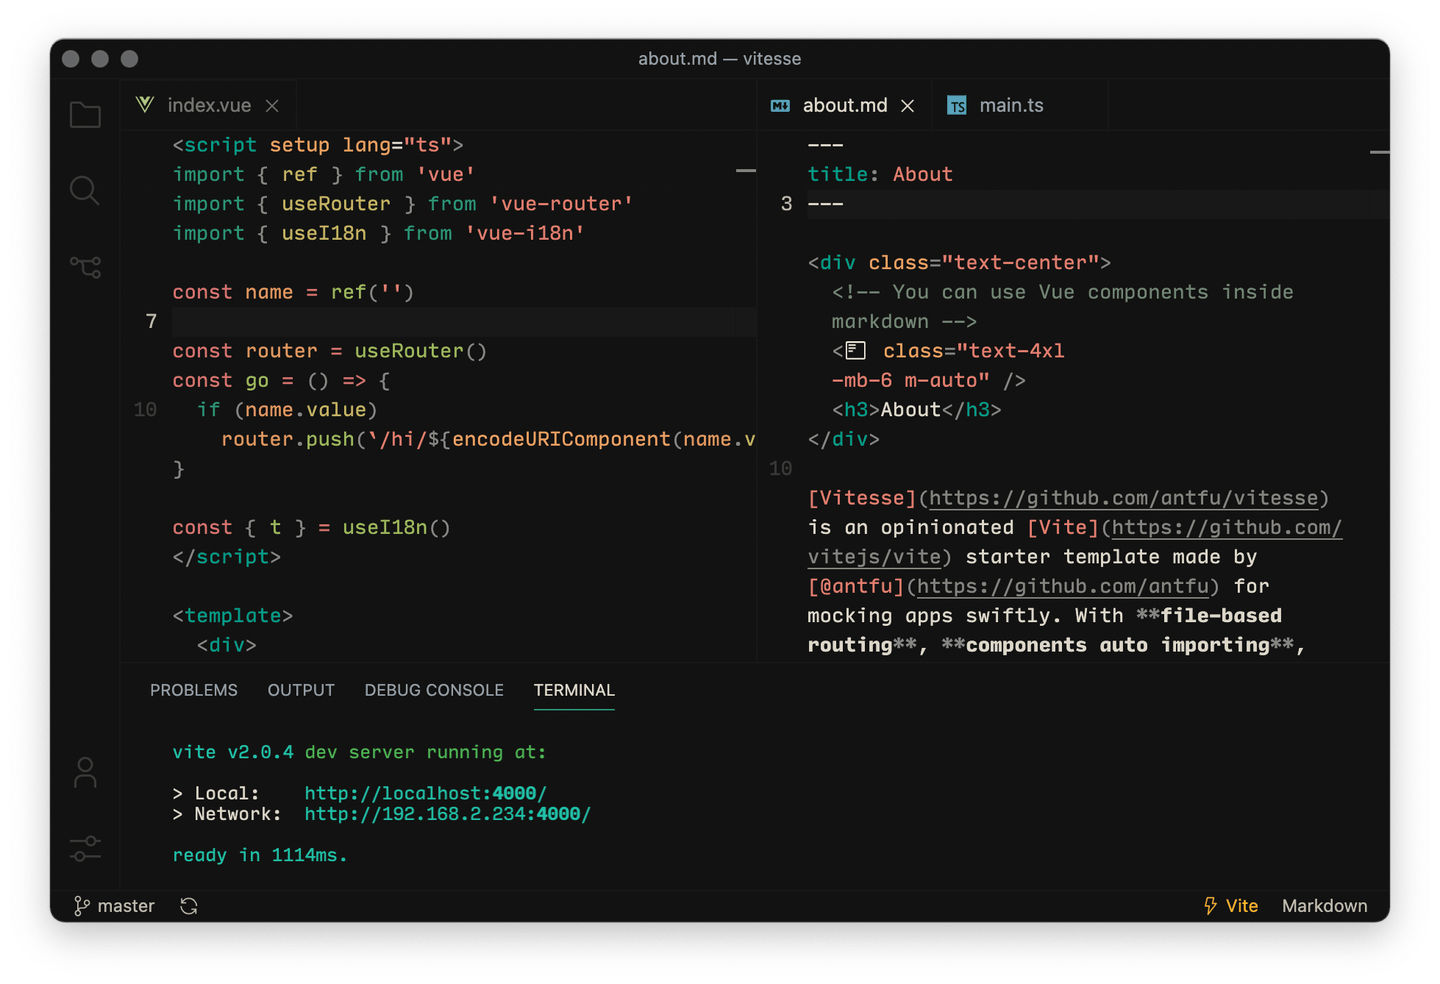 about.md — vitesse
index.vue
<script setup lang="ts">
import { ref } from 'vue'
import { useRouter } from 'vue-router'
import { useI18n } from 'vue-i18n'
const name = ref('')
7
const router = useRouter()
const go = () => {
10 if (name.value)
router.push(`/hi/${encodeURIComponent(name.v
}
const { t } = useI18n()
</script>
<template>
<div>
about.md
TS main.ts
---
title: About
3 ---
<div class="text-center">
<!-- You can use Vue components inside
markdown -->
< class="text-4xl
-mb-6 m-auto" />
<h3>About</h3>
</div>
10
[Vitesse](https://github.com/antfu/vitesse)
is an opinionated [Vite](https://github.com/
vitejs/vite) starter template made by
[@antfu](https://github.com/antfu) for
mocking apps swiftly. With **file-based
routing**, **components auto importing**,
PROBLEMS OUTPUT DEBUG CONSOLE TERMINAL
vite v2.0.4 dev server running at:
> Local: http://localhost:4000/
> Network: http://192.168.2.234:4000/
ready in 1114ms.
master
Vite Markdown